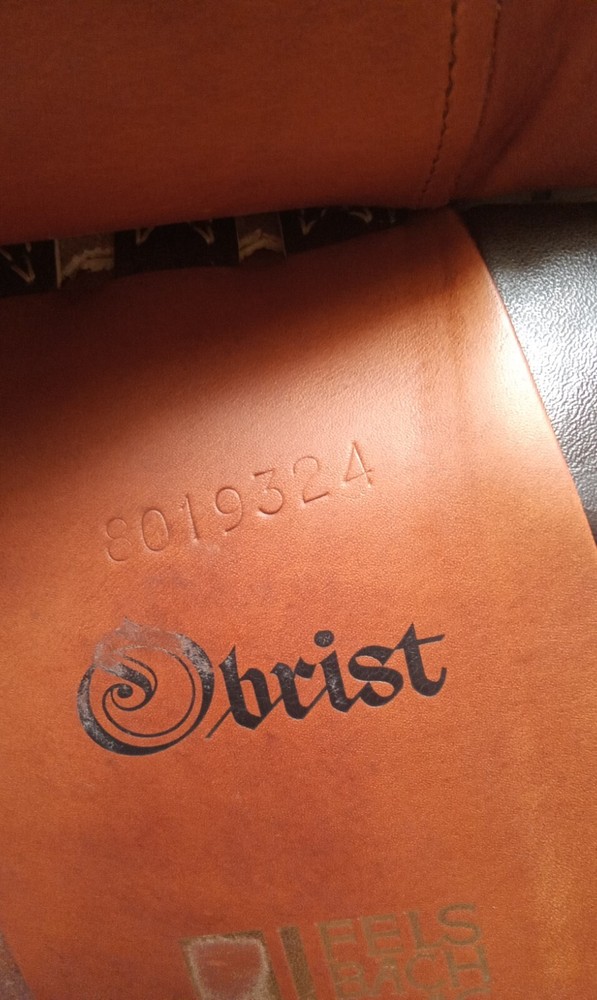 8019324
Obrist
FELS
BACH